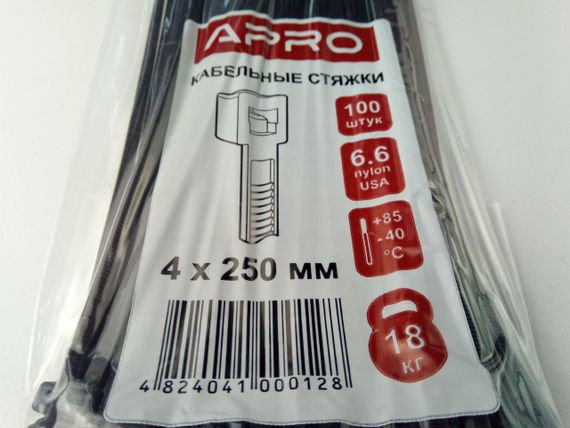 APRO
КАБЕЛЬНЫЕ СТЯЖКИ
100
штук
6.6
nylon
USA
+85
-40
°C
4 x 250 мм
18
КГ
4 824041 000128